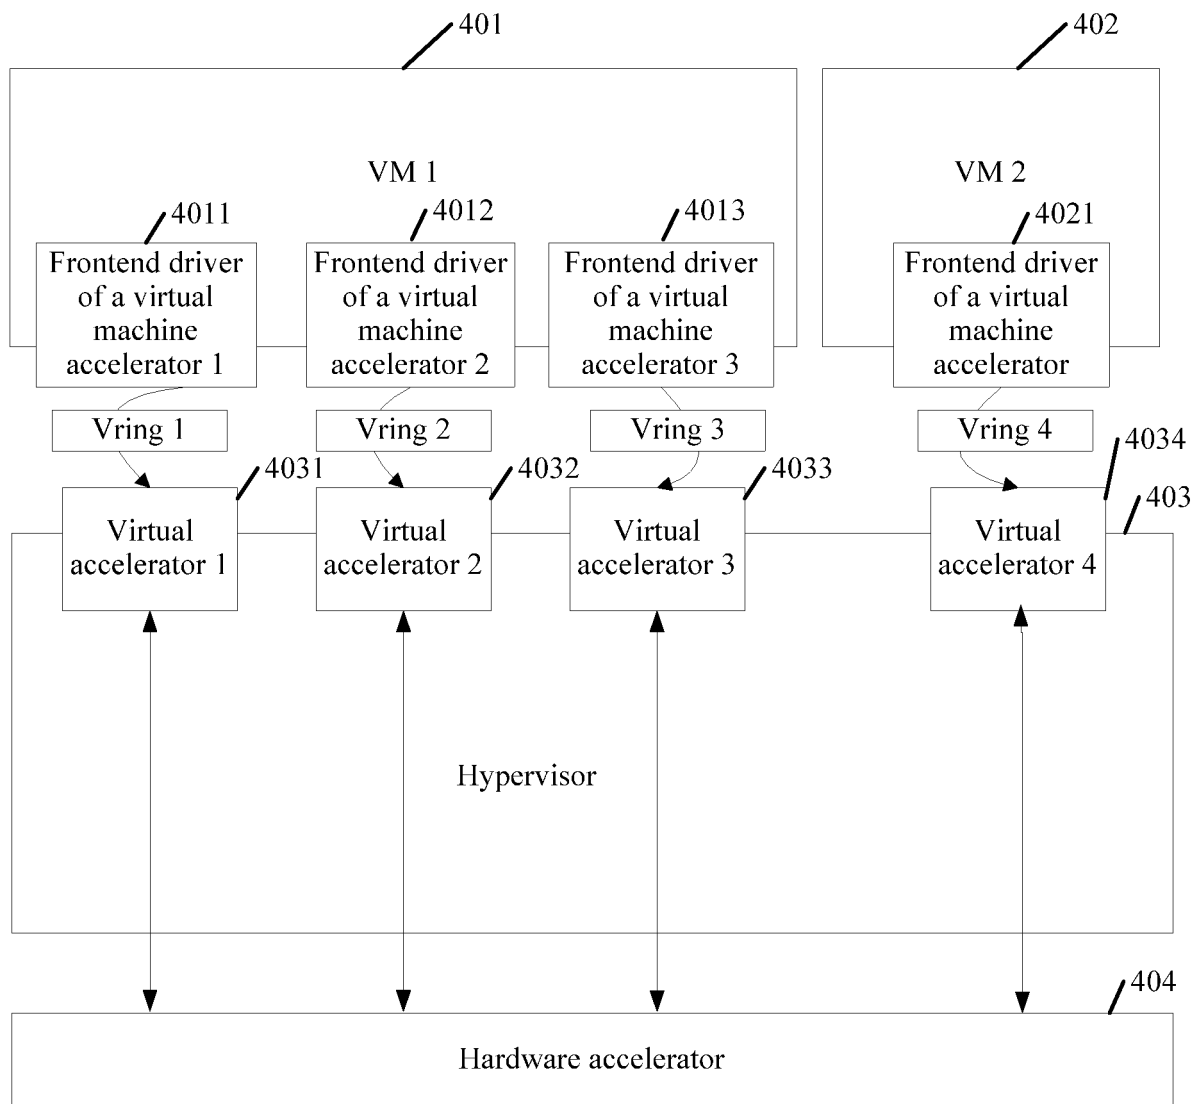 401
402
VM 1
VM 2
4011
4012
4013
4021
Frontend driver
of a virtual
machine
accelerator 1
Frontend driver
of a virtual
machine
accelerator 2
Frontend driver
of a virtual
machine
accelerator 3
Frontend driver
of a virtual
machine
accelerator
Vring 1
Vring 2
Vring 3
Vring 4
4031
4032
4033
4034
403
Virtual
accelerator 1
Virtual
accelerator 2
Virtual
accelerator 3
Virtual
accelerator 4
Hypervisor
404
Hardware accelerator